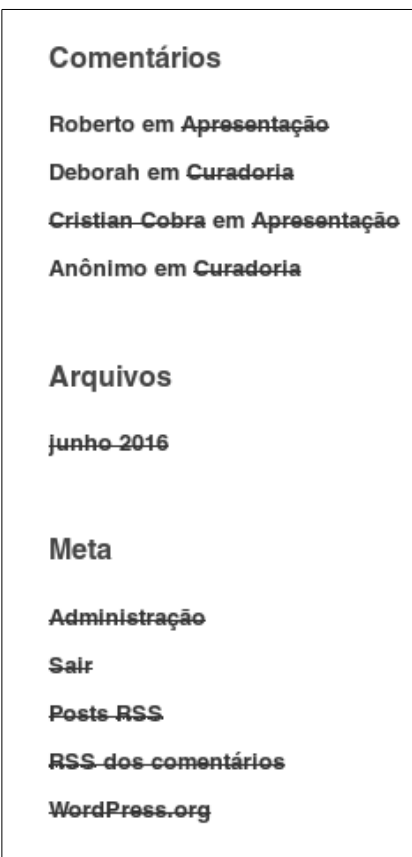 Comentários
Roberto em Apresentação
Deborah em Curadoria
Cristian Cobra em Apresentação
Anônimo em Curadoria
Arquivos
junho 2016
Meta
Administração
Sair
Posts RSS
RSS dos comentários
WordPress.org